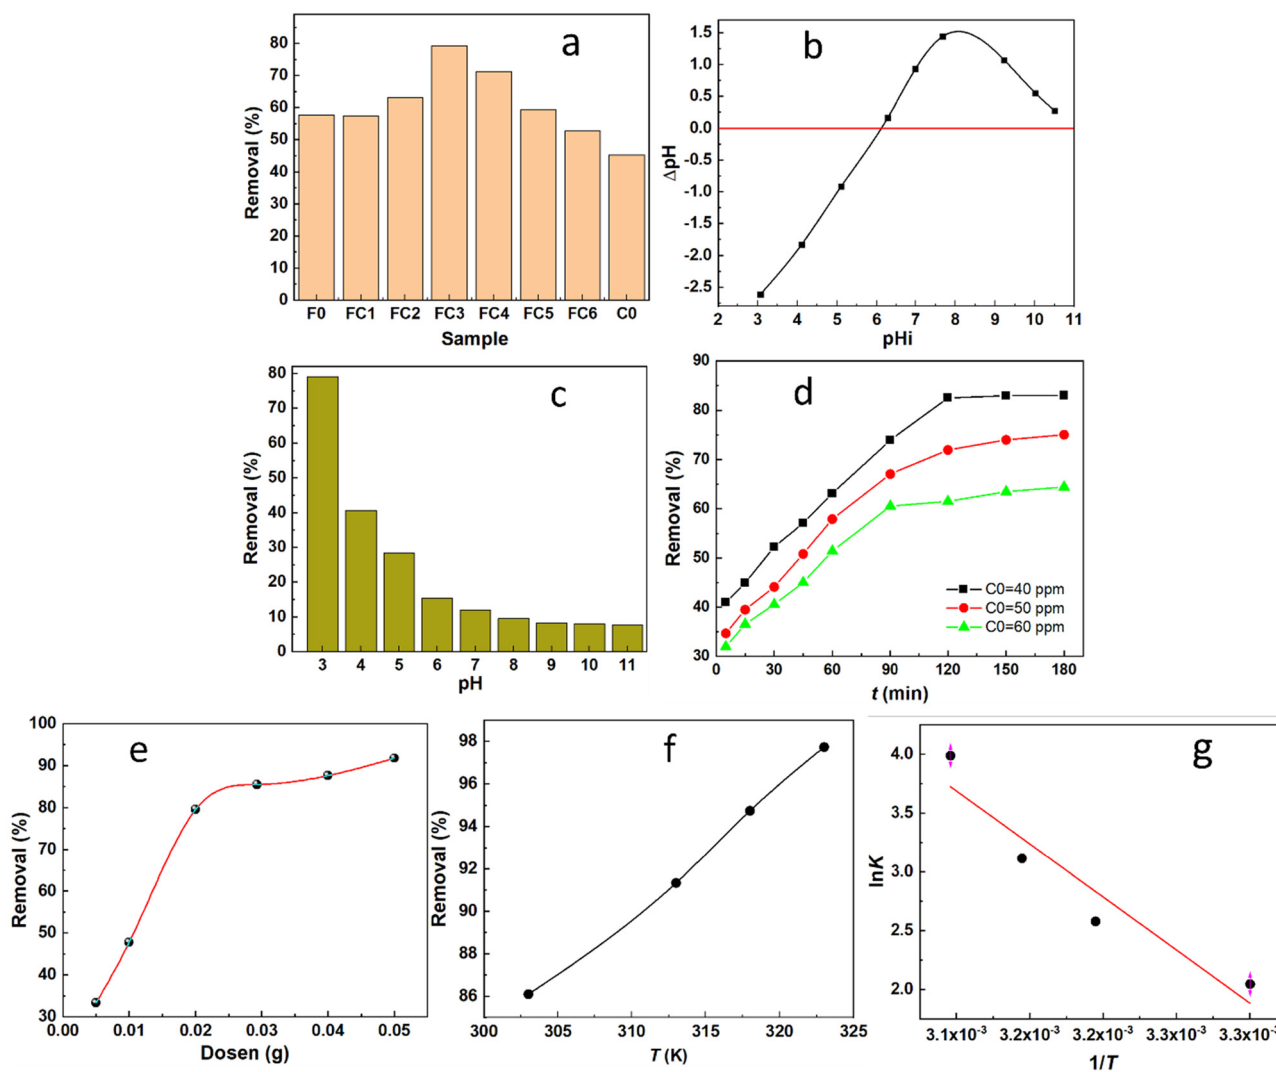 a
Removal (%)
80
70
60
50
40
30
20
10
0
F0 FC1 FC2 FC3 FC4 FC5 FC6 C0
Sample
b
ΔpH
1.5
1.0
0.5
0.0
-0.5
-1.0
-1.5
-2.0
-2.5
2 3 4 5 6 7 8 9 10 11
pHi
c
Removal (%)
80
70
60
50
40
30
20
10
0
3 4 5 6 7 8 9 10 11
pH
d
Removal (%)
90
80
70
60
50
40
30
C0=40 ppm
C0=50 ppm
C0=60 ppm
0 30 60 90 120 150 180
t (min)
e
Removal (%)
100
90
80
70
60
50
40
30
0.00 0.01 0.02 0.03 0.04 0.05
Dosen (g)
f
Removal (%)
98
96
94
92
90
88
86
300 305 310 315 320 325
T (K)
g
lnK
4.0
3.5
3.0
2.5
2.0
3.1x10⁻³ 3.2x10⁻³ 3.2x10⁻³ 3.3x10⁻³ 3.3x10⁻³
1/T